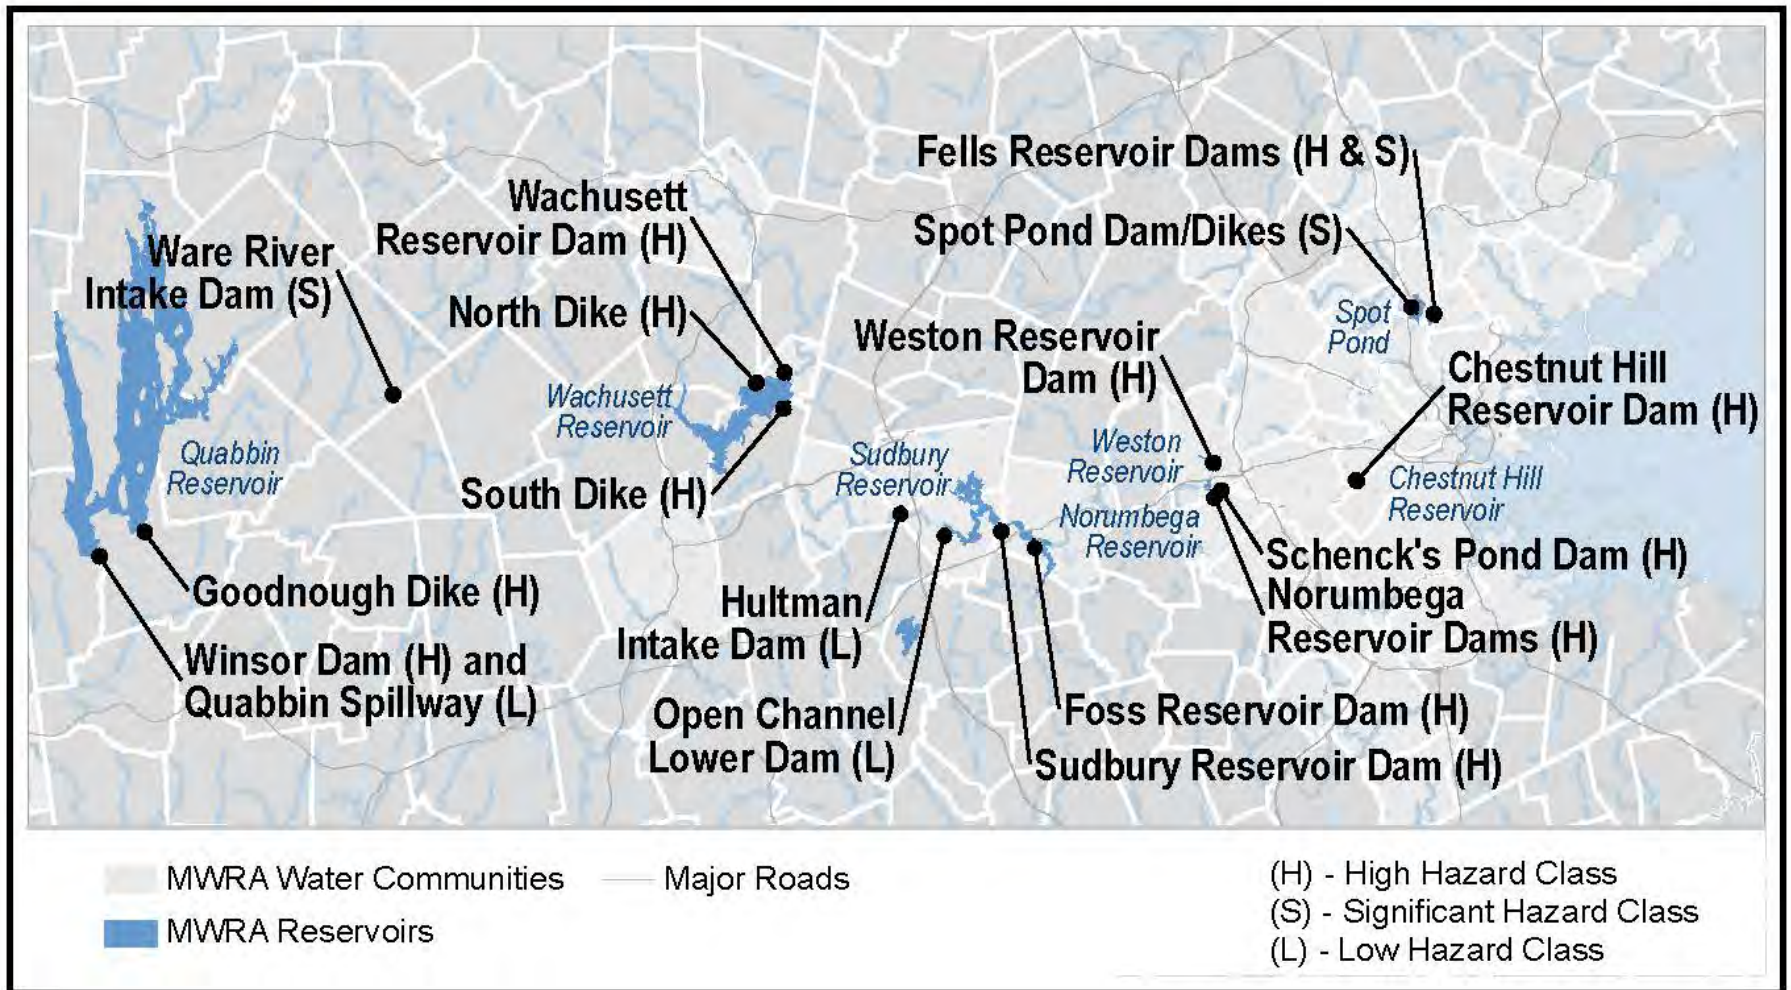 Fells Reservoir Dams (H & S)
Wachusett
Reservoir Dam (H)
Spot Pond Dam/Dikes (S)
Ware River
Intake Dam (S)
North Dike (H)
Spot
Pond
Weston Reservoir
Dam (H)
Chestnut Hill
Reservoir Dam (H)
Wachusett
Reservoir
Quabbin
Reservoir
Sudbury
Reservoir
Weston
Reservoir
South Dike (H)
Chestnut Hill
Reservoir
Norumbega
Reservoir
Schenck's Pond Dam (H)
Norumbega
Reservoir Dams (H)
Goodnough Dike (H)
Hultman
Intake Dam (L)
Winsor Dam (H) and
Quabbin Spillway (L)
Open Channel
Lower Dam (L)
Foss Reservoir Dam (H)
Sudbury Reservoir Dam (H)
MWRA Water Communities
Major Roads
MWRA Reservoirs
(H) - High Hazard Class
(S) - Significant Hazard Class
(L) - Low Hazard Class